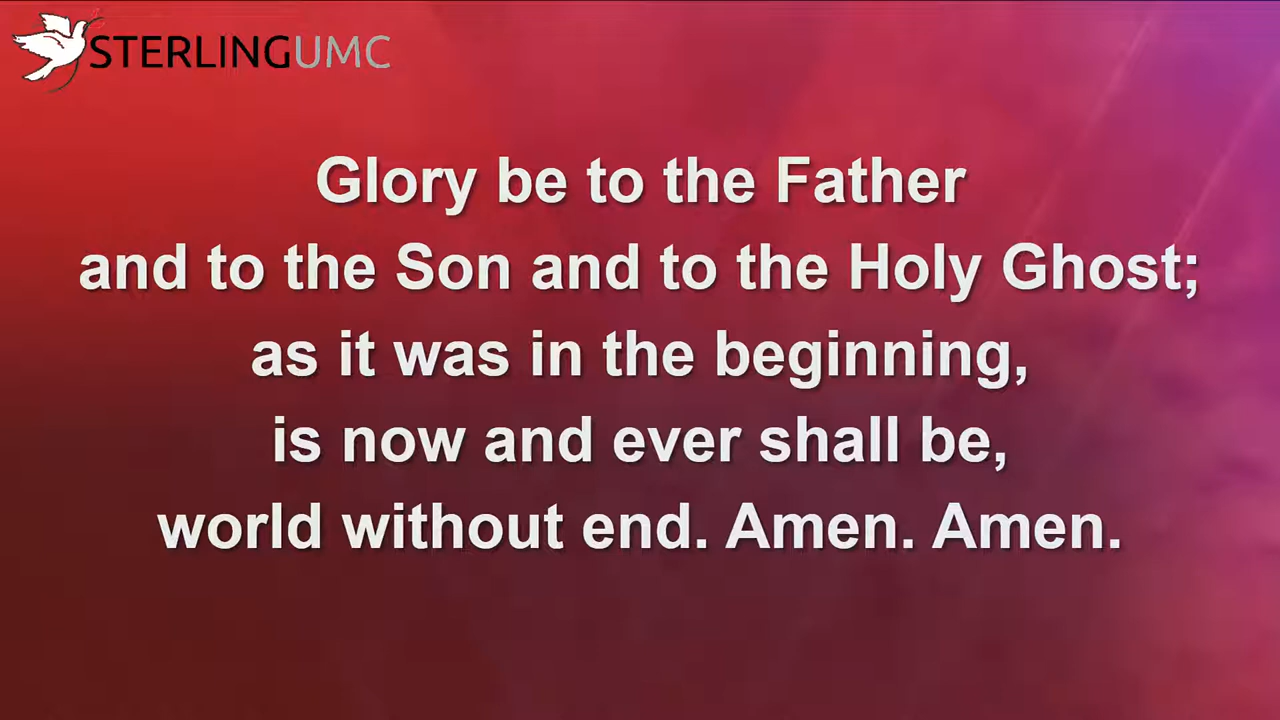 STERLINGUMC
Glory be to the Father
and to the Son and to the Holy Ghost;
as it was in the beginning,
is now and ever shall be,
world without end. Amen. Amen.